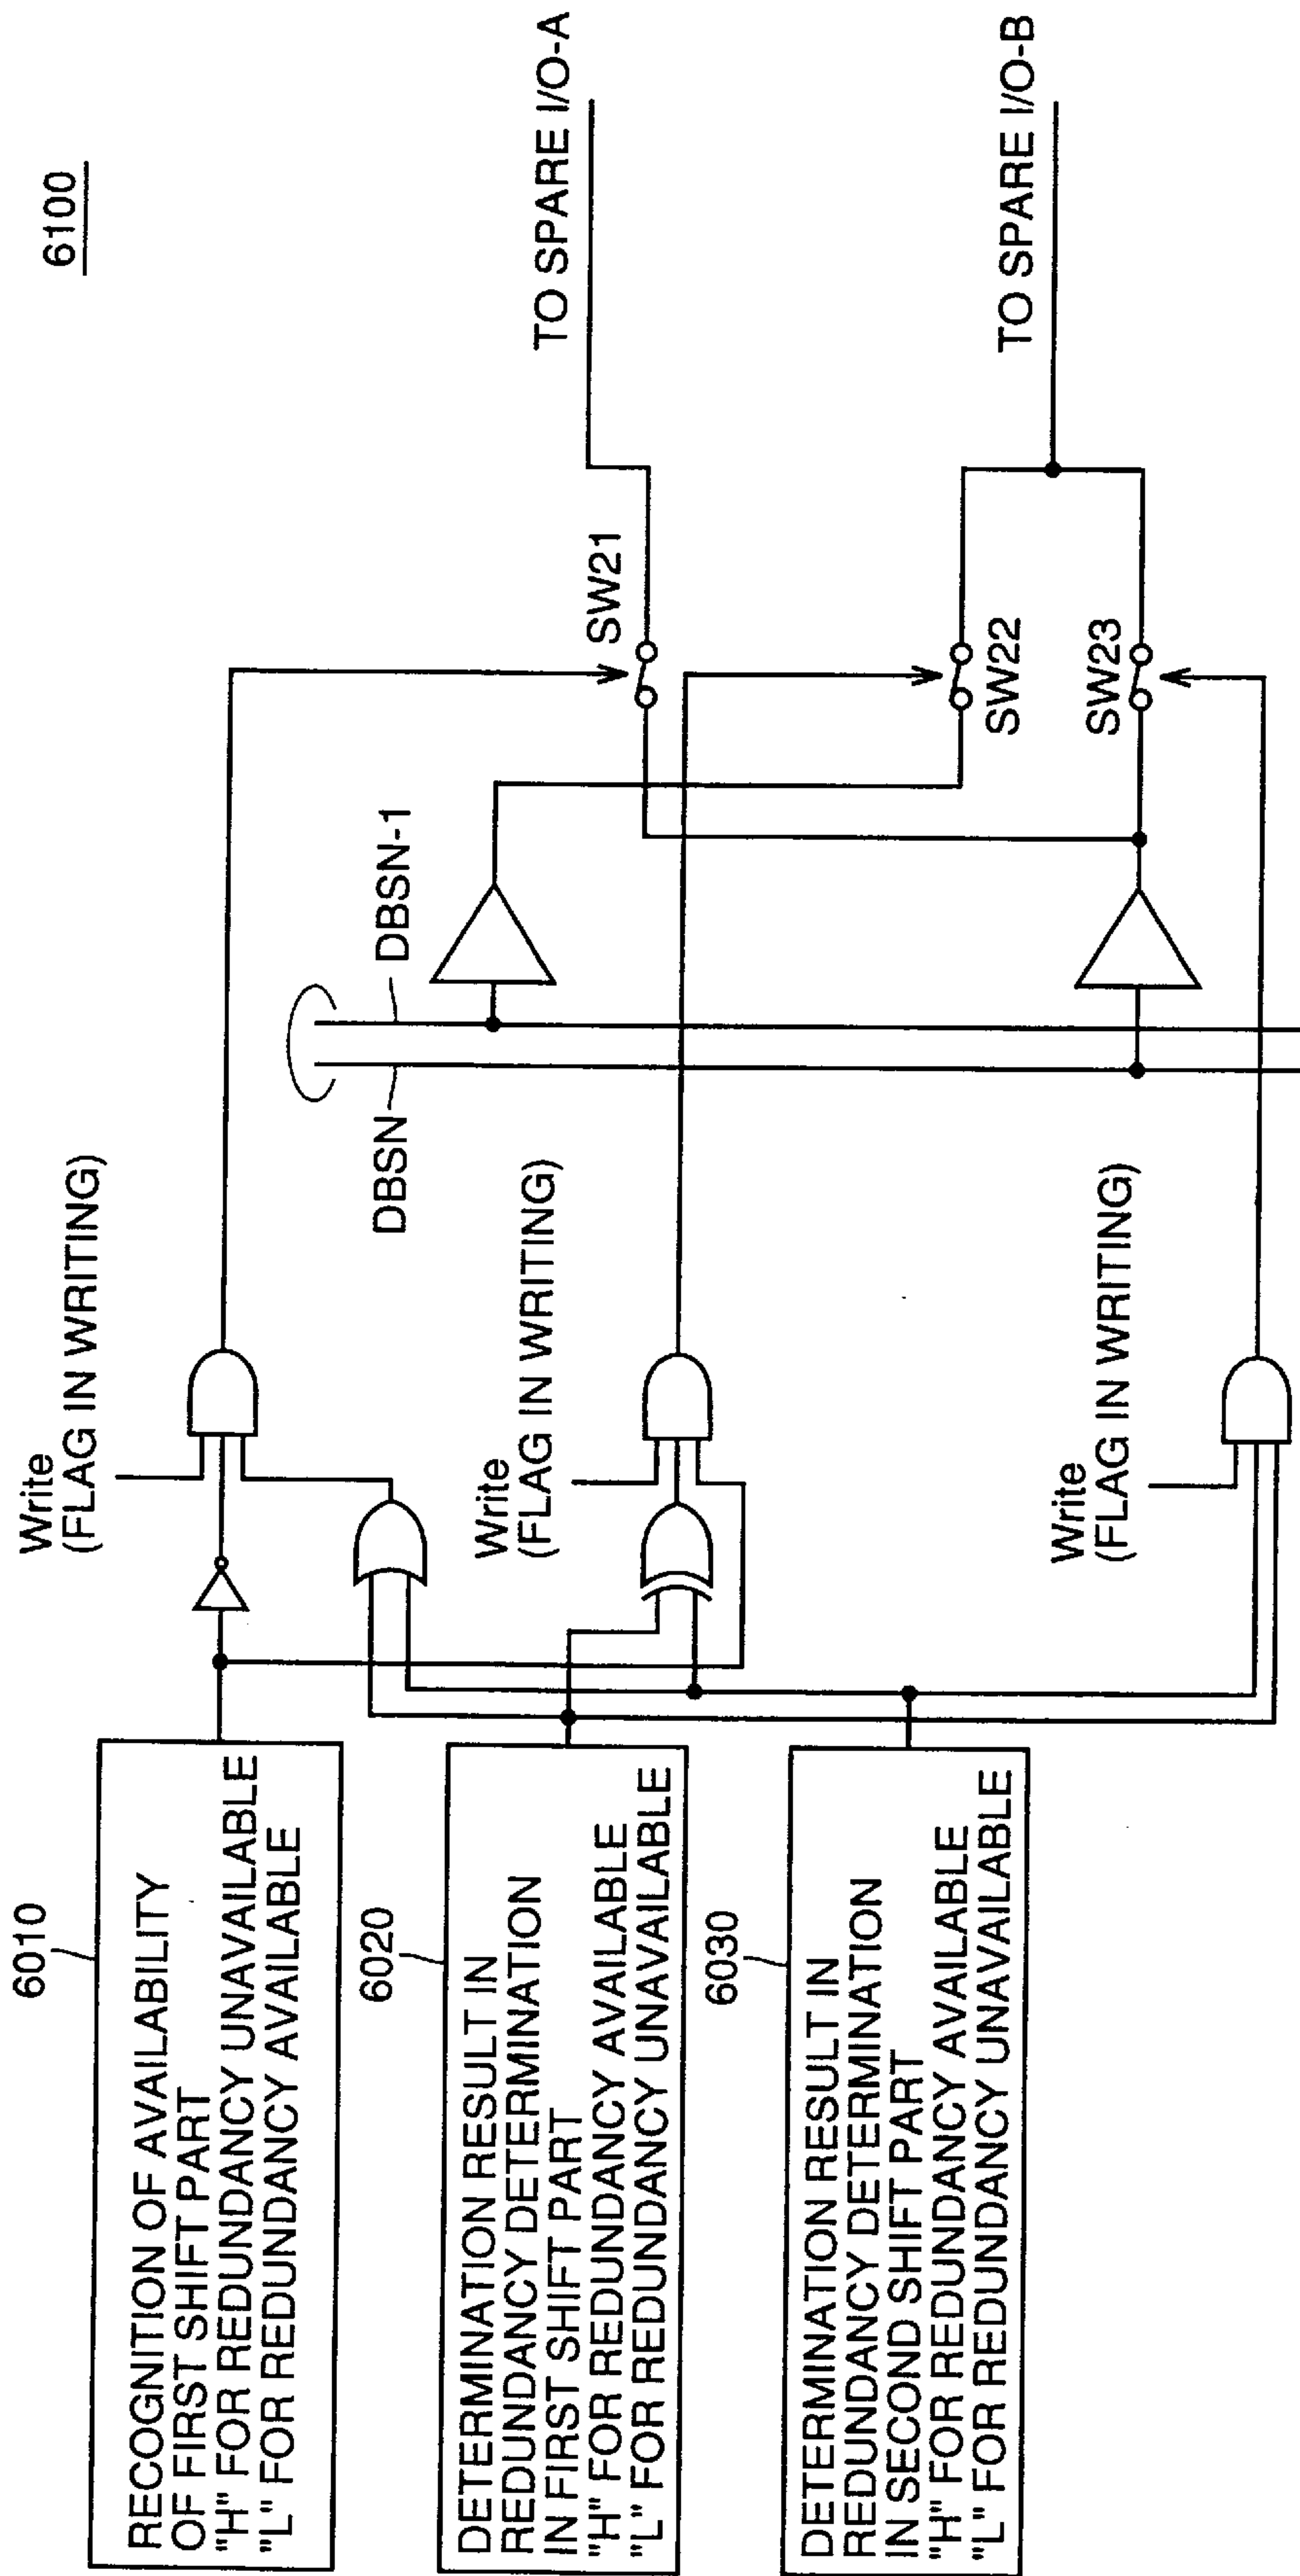 6100
6010
RECOGNITION OF AVAILABILITY
OF FIRST SHIFT PART
"H" FOR REDUNDANCY UNAVAILABLE
"L" FOR REDUNDANCY AVAILABLE
6020
DETERMINATION RESULT IN
REDUNDANCY DETERMINATION
IN FIRST SHIFT PART
"H" FOR REDUNDANCY AVAILABLE
"L" FOR REDUNDANCY UNAVAILABLE
6030
DETERMINATION RESULT IN
REDUNDANCY DETERMINATION
IN SECOND SHIFT PART
"H" FOR REDUNDANCY AVAILABLE
"L" FOR REDUNDANCY UNAVAILABLE
Write
(FLAG IN WRITING)
Write
(FLAG IN WRITING)
Write
(FLAG IN WRITING)
DBSN
DBSN-1
SW21
SW22
SW23
TO SPARE I/O-A
TO SPARE I/O-B